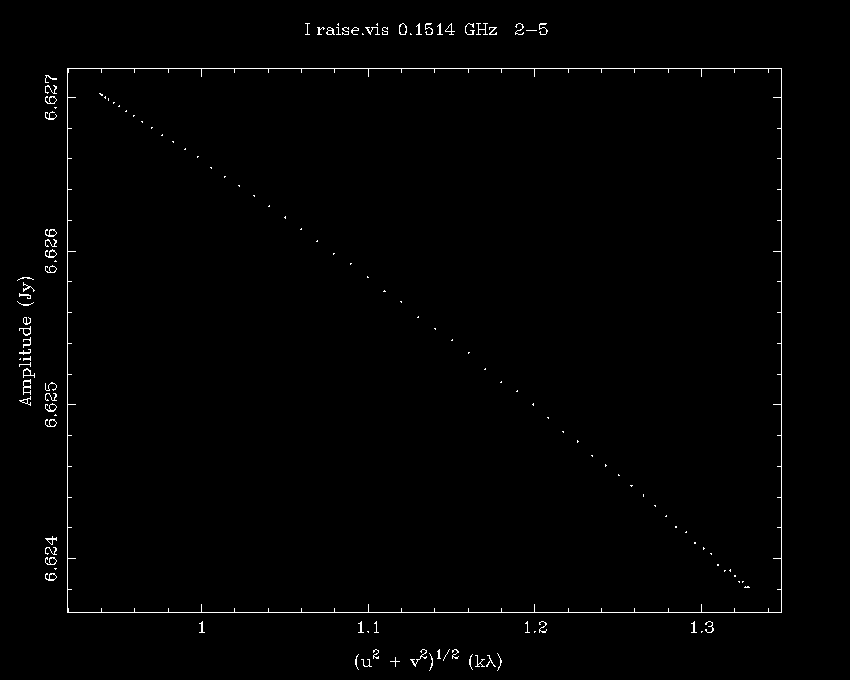 I raise.vis 0.1514 GHz 2−5
6.627
6.626
6.625
6.624
Amplitude (Jy)
1 1.1 1.2 1.3
(u² + v²)¹/² (kλ)